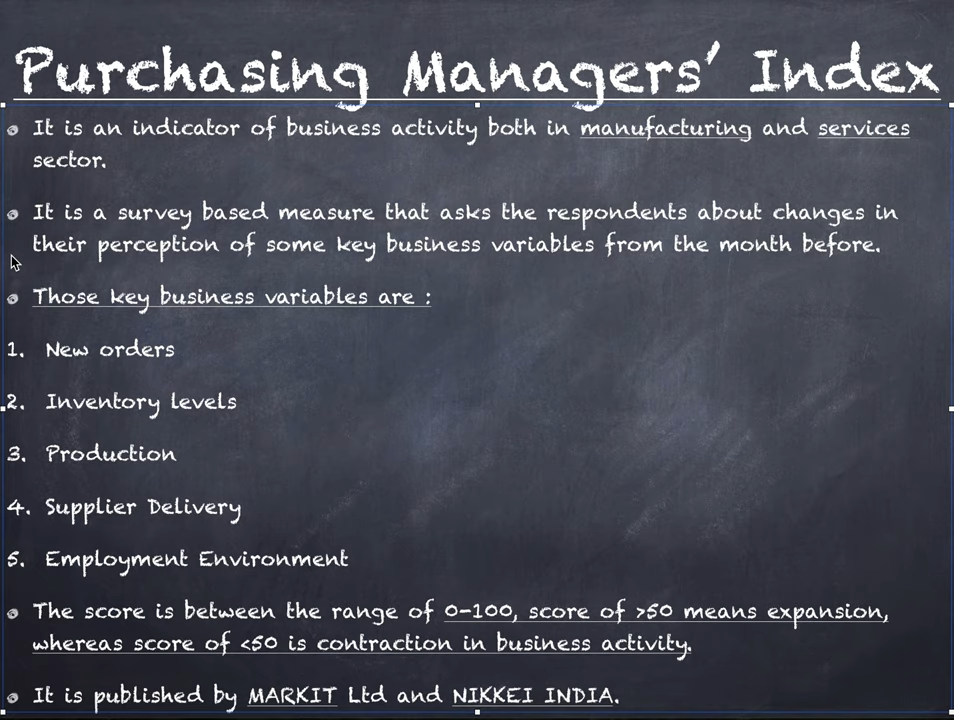 Purchasing Managers' Index
It is an indicator of business activity both in manufacturing and services
sector.
It is a survey based measure that asks the respondents about changes in
their perception of some key business variables from the month before.
Those key business variables are :
1. New orders
2. Inventory levels
3. Production
4. Supplier Delivery
5. Employment Environment
The score is between the range of 0-100, score of >50 means expansion,
whereas score of <50 is contraction in business activity.
It is published by MARKIT Ltd and NIKKEI INDIA.